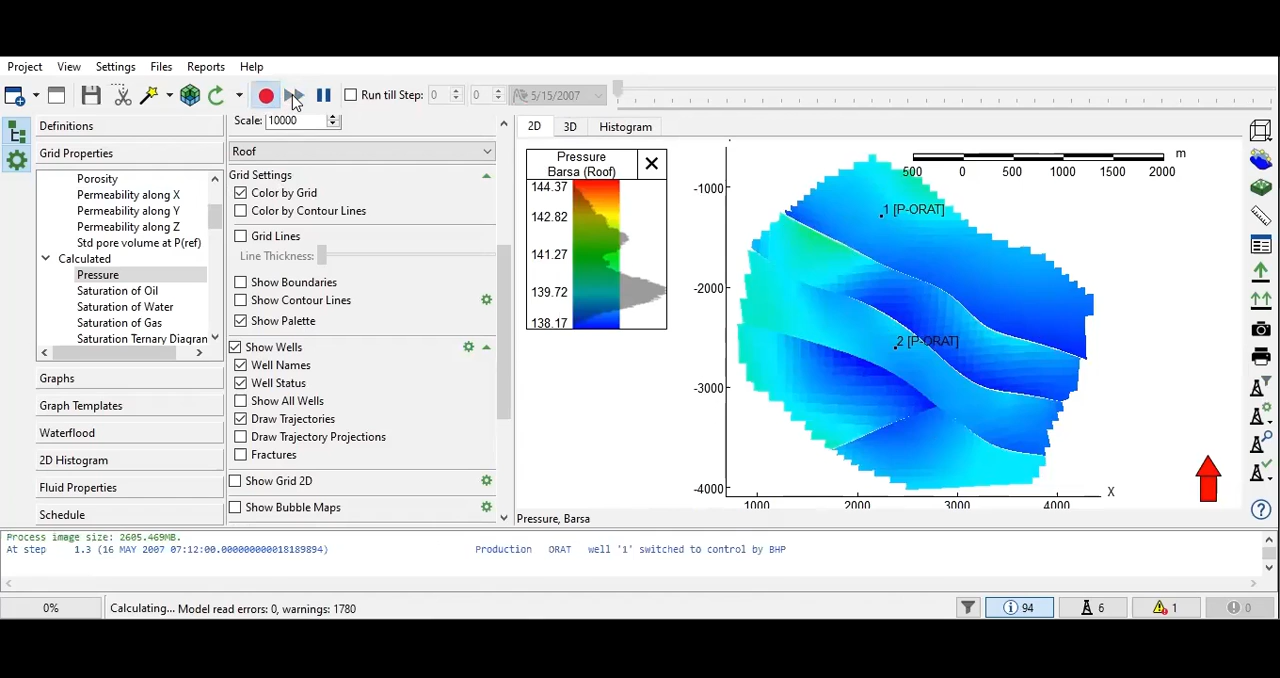 Project View Settings Files Reports Help
Run till Step: 0 0 5/15/2007
Definitions
Grid Properties
Porosity
Permeability along X
Permeability along Y
Permeability along Z
Std pore volume at P(ref)
Calculated
Pressure
Saturation of Oil
Saturation of Water
Saturation of Gas
Saturation Ternary Diagran
Graphs
Graph Templates
Waterflood
2D Histogram
Fluid Properties
Schedule
Scale: 10000
Roof
Grid Settings
Color by Grid
Color by Contour Lines
Grid Lines
Line Thickness:
Show Boundaries
Show Contour Lines
Show Palette
Show Wells
Well Names
Well Status
Show All Wells
Draw Trajectories
Draw Trajectory Projections
Fractures
Show Grid 2D
Show Bubble Maps
2D 3D Histogram
Pressure
Barsa (Roof)
144.37
142.82
141.27
139.72
138.17
500 0 500 1000 1500 2000 m
-1000
-2000
-3000
-4000
1 [P-ORAT]
2 [P-ORAT]
1000 2000 3000 4000 X
Pressure, Barsa
Process image size: 2605.469MB.
At step 1.3 (16 MAY 2007 07:12:00.000000000018189894) Production ORAT well '1' switched to control by BHP
0% Calculating... Model read errors: 0, warnings: 1780 94 6 1 0